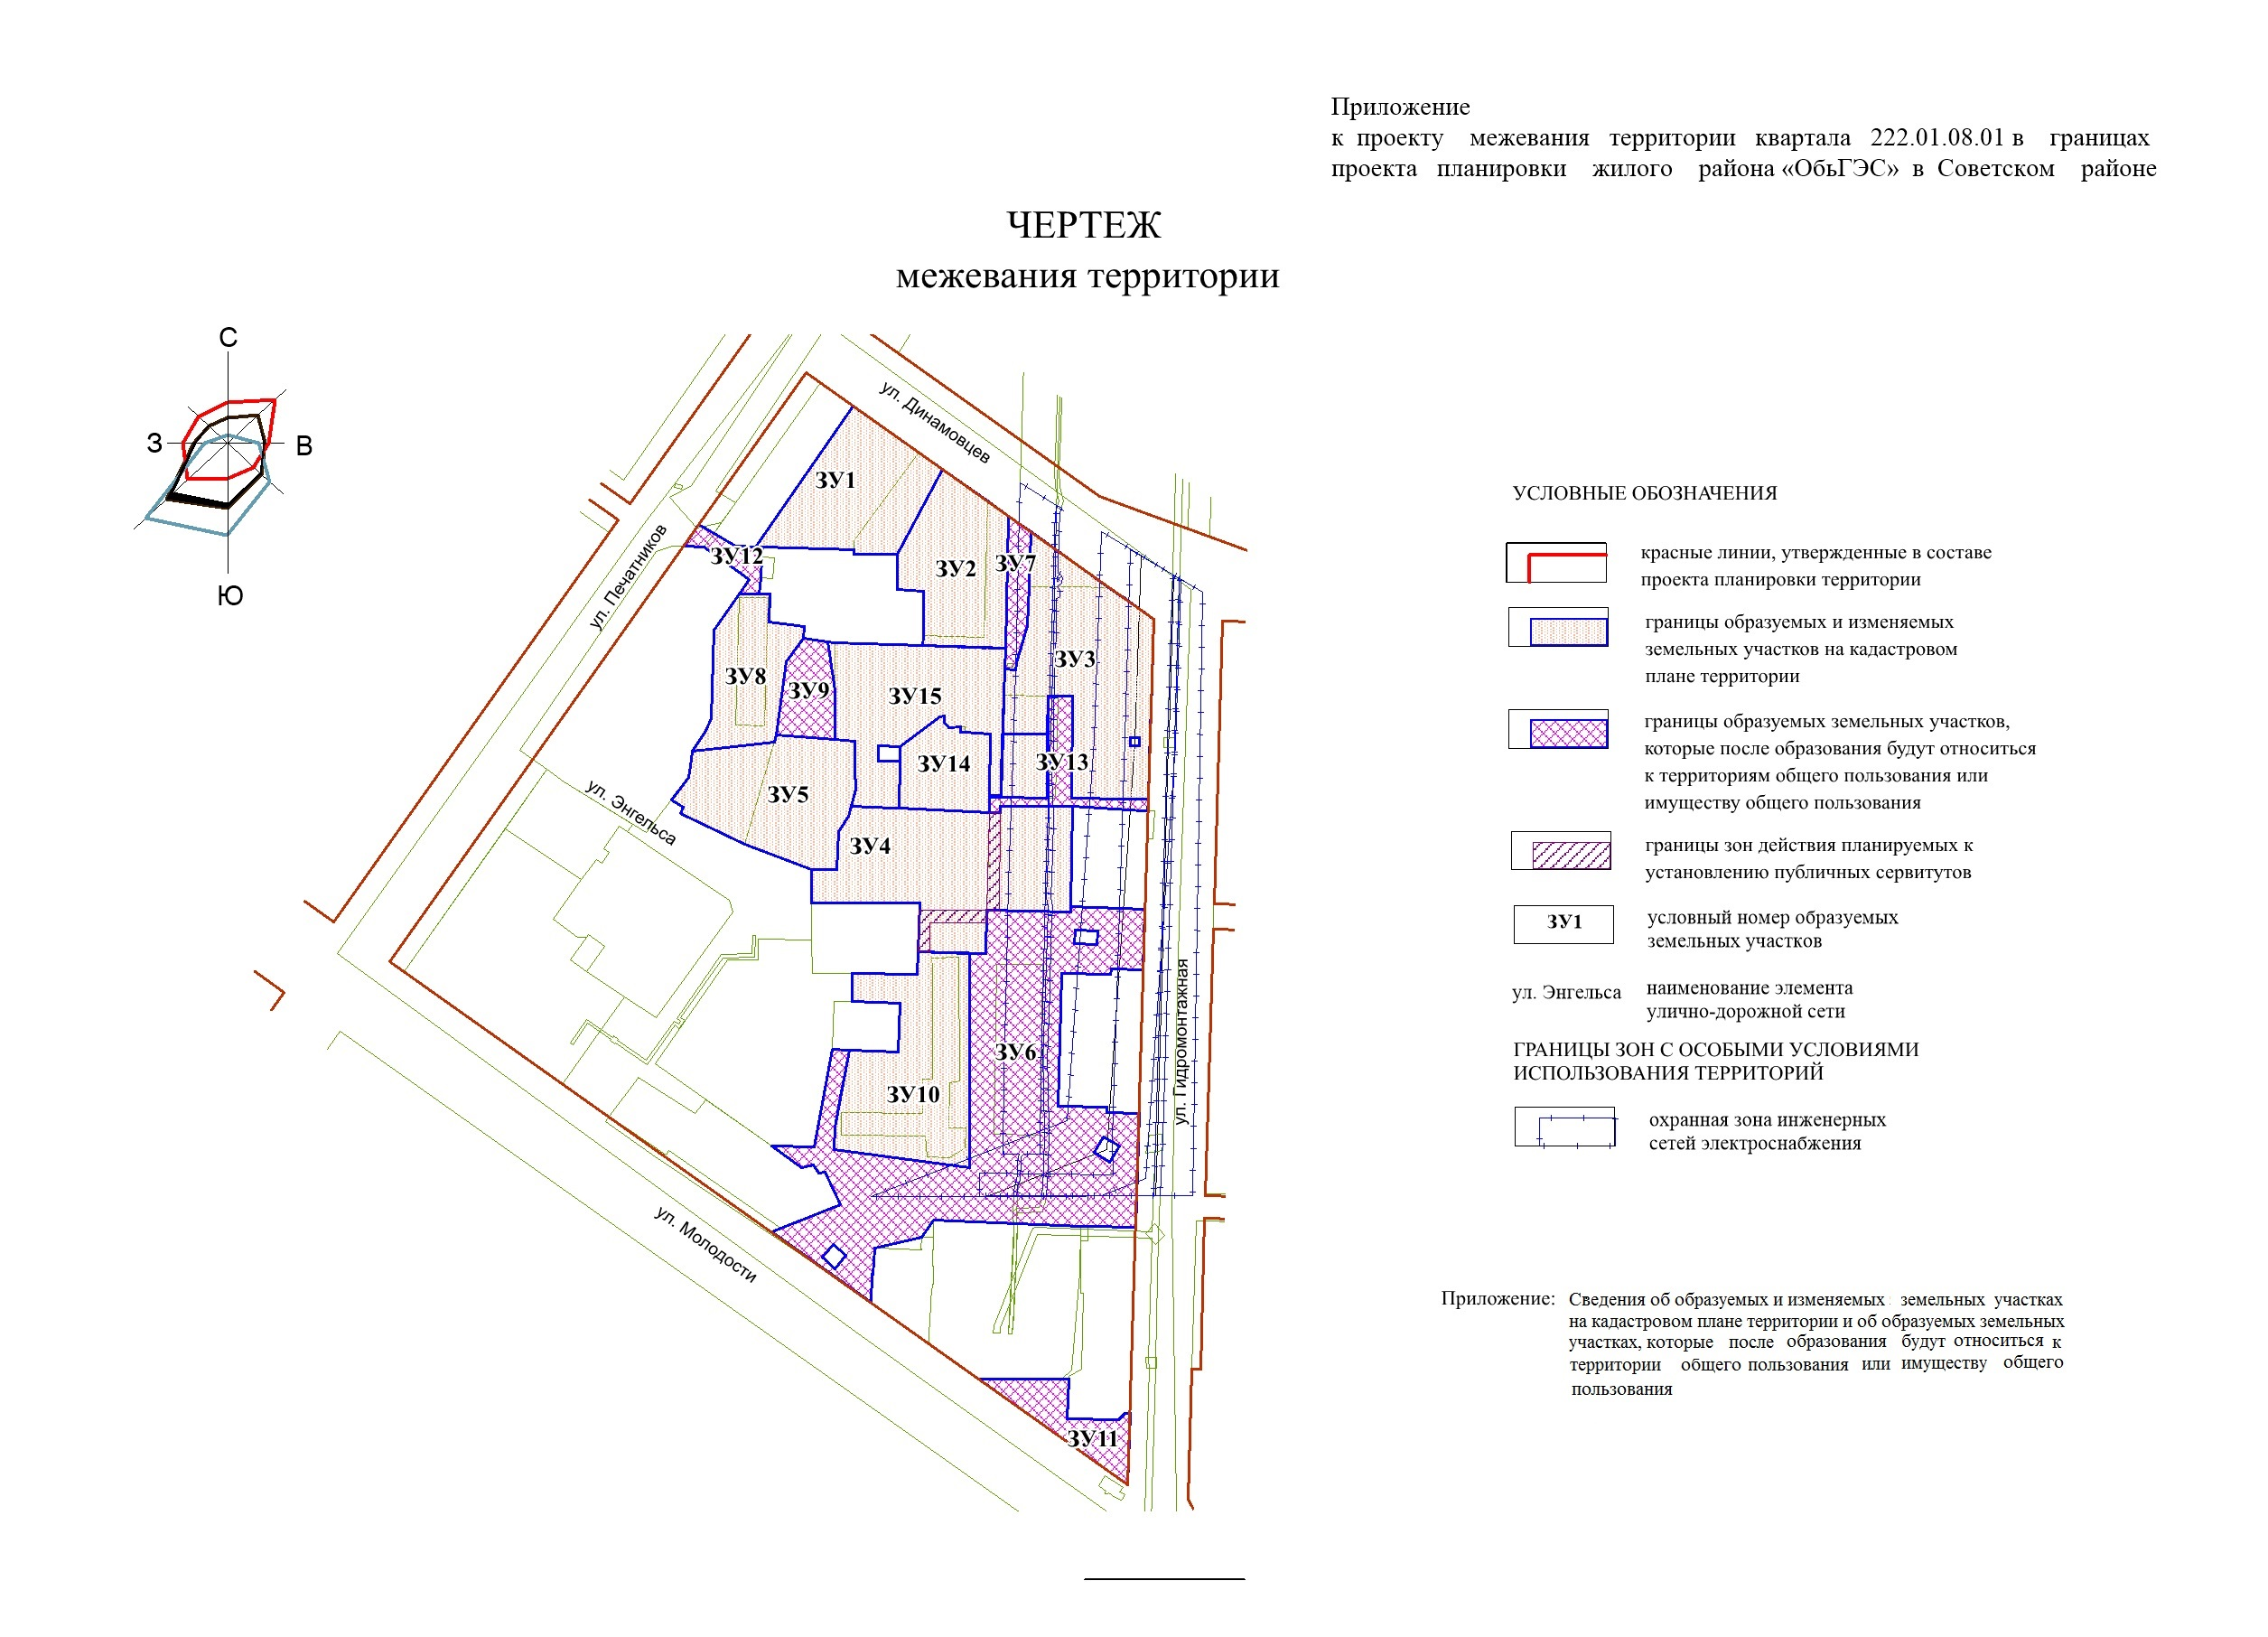 Приложение
к проекту межевания территории квартала 222.01.08.01 в границах
проекта планировки жилого района «ОбьГЭС» в Советском районе
ЧЕРТЕЖ
межевания территории
С
З
В
Ю
ул. Динамовцев
ул. Печатников
ул. Энгельса
ул. Молодости
ул. Гидромонтажная
ЗУ1
ЗУ12
ЗУ2
ЗУ7
ЗУ3
ЗУ8
ЗУ9
ЗУ15
ЗУ14
ЗУ13
ЗУ5
ЗУ4
ЗУ6
ЗУ10
ЗУ11
УСЛОВНЫЕ ОБОЗНАЧЕНИЯ
красные линии, утвержденные в составе
проекта планировки территории
границы образуемых и изменяемых
земельных участков на кадастровом
плане территории
границы образуемых земельных участков,
которые после образования будут относиться
к территориям общего пользования или
имуществу общего пользования
границы зон действия планируемых к
установлению публичных сервитутов
ЗУ1
условный номер образуемых
земельных участков
ул. Энгельса
наименование элемента
улично-дорожной сети
ГРАНИЦЫ ЗОН С ОСОБЫМИ УСЛОВИЯМИ
ИСПОЛЬЗОВАНИЯ ТЕРРИТОРИЙ
охранная зона инженерных
сетей электроснабжения
Приложение: Сведения об образуемых и изменяемых земельных участках
на кадастровом плане территории и об образуемых земельных
участках, которые после образования будут относиться к
территории общего пользования или имуществу общего
пользования